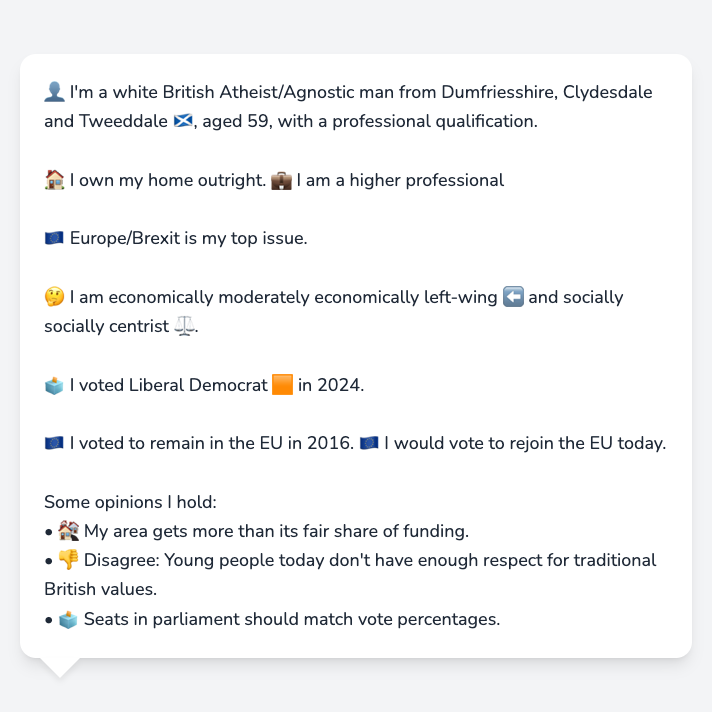 👤 I'm a white British Atheist/Agnostic man from Dumfriesshire, Clydesdale
and Tweeddale 🏴󠁧󠁢󠁳󠁣󠁴󠁿, aged 59, with a professional qualification.
🏠 I own my home outright. 💼 I am a higher professional
🇪🇺 Europe/Brexit is my top issue.
🤔 I am economically moderately economically left-wing ⬅️ and socially
socially centrist ⚖️.
🗳️ I voted Liberal Democrat 🟧 in 2024.
🇪🇺 I voted to remain in the EU in 2016. 🇪🇺 I would vote to rejoin the EU today.
Some opinions I hold:
• 🏘️ My area gets more than its fair share of funding.
• 👎 Disagree: Young people today don't have enough respect for traditional
British values.
• 🗳️ Seats in parliament should match vote percentages.